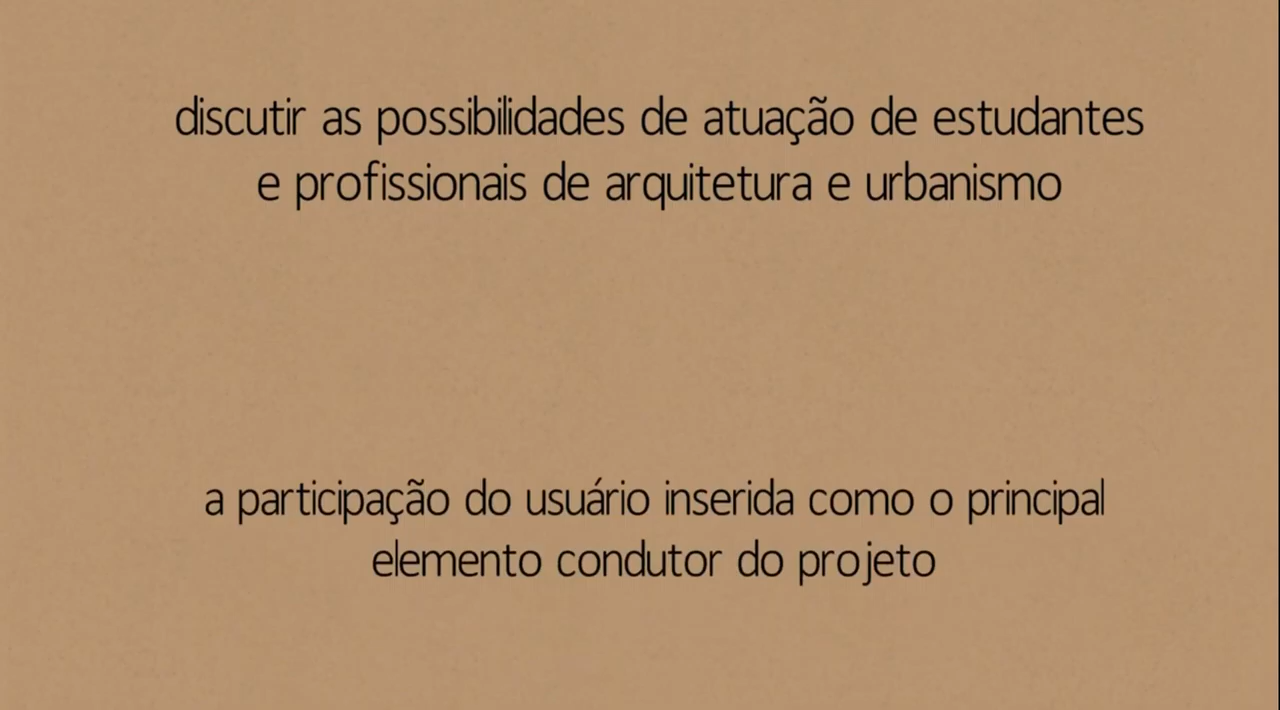 discutir as possibilidades de atuação de estudantes
e profissionais de arquitetura e urbanismo
a participação do usuário inserida como o principal
elemento condutor do projeto